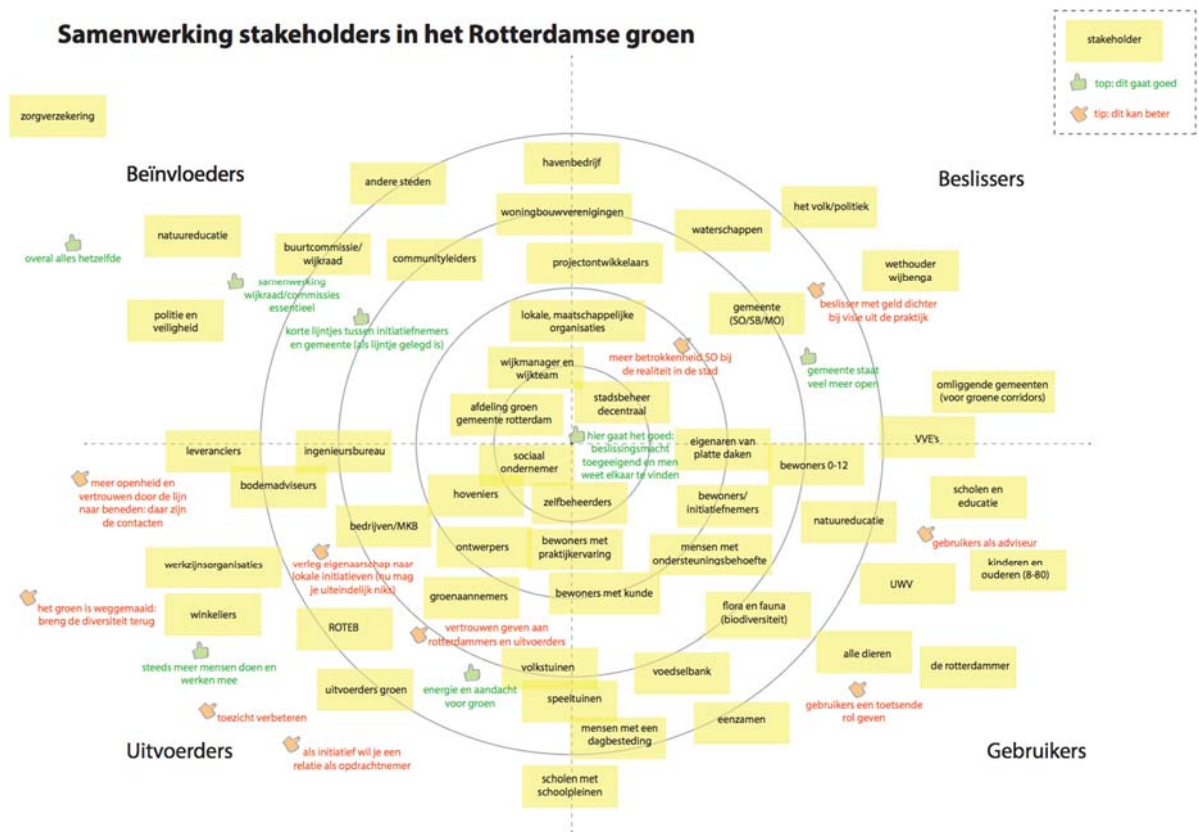 Samenwerking stakeholders in het Rotterdamse groen
stakeholder
top: dit gaat goed
tip: dit kan beter
zorgverzekering
Beïnvloeders
Beslissers
havenbedrijf
andere steden
woningbouwverenigingen
het volk/politiek
waterschappen
natuureducatie
overal alles hetzelfde
buurtcommissie/
wijkraad
communityleiders
projectontwikkelaars
wethouder
wijbenga
samenwerking
wijkraad/commissies
essentieel
politie en
veiligheid
korte lijntjes tussen initiatiefnemers
en gemeente (als lijntje gelegd is)
lokale, maatschappelijke
organisaties
gemeente
(SO/SB/MO)
beslisser met geld dichter
bij visie uit de praktijk
wijkmanager en
wijkteam
meer betrokkenheid SO bij
de realiteit in de stad
gemeente staat
veel meer open
omliggende gemeenten
(voor groene corridors)
afdeling groen
gemeente rotterdam
stadsbeheer
decentraal
hier gaat het goed:
beslissingsmacht
toegeeigend en men
weet elkaar te vinden
eigenaren van
platte daken
VVE's
leveranciers
ingenieursbureau
sociaal
ondernemer
bewoners 0-12
meer openheid en
vertrouwen door de lijn
naar beneden: daar zijn
de contacten
bodemadviseurs
hoveniers
zelfbeheerders
bewoners/
initiatiefnemers
scholen en
educatie
bedrijven/MKB
natuureducatie
ontwerpers
bewoners met
praktijkervaring
mensen met
ondersteuningsbehoefte
gebruikers als adviseur
werkzijnsorganisaties
verleg eigenaarschap naar
lokale initiatieven (nu mag
je uiteindelijk niks)
kinderen en
ouderen (8-80)
UWV
het groen is weggemaaid:
breng de diversiteit terug
winkeliers
groenaannemers
bewoners met kunde
flora en fauna
(biodiversiteit)
ROTEB
vertrouwen geven aan
rotterdammers en uitvoerders
alle dieren
de rotterdammer
steeds meer mensen doen en
werken mee
uitvoerders groen
energie en aandacht
voor groen
volkstuinen
voedselbank
speeltuinen
gebruikers een toetsende
rol geven
toezicht verbeteren
mensen met een
dagbesteding
eenzamen
Uitvoerders
als initiatief wil je een
relatie als opdrachtnemer
Gebruikers
scholen met
schoolpleinen